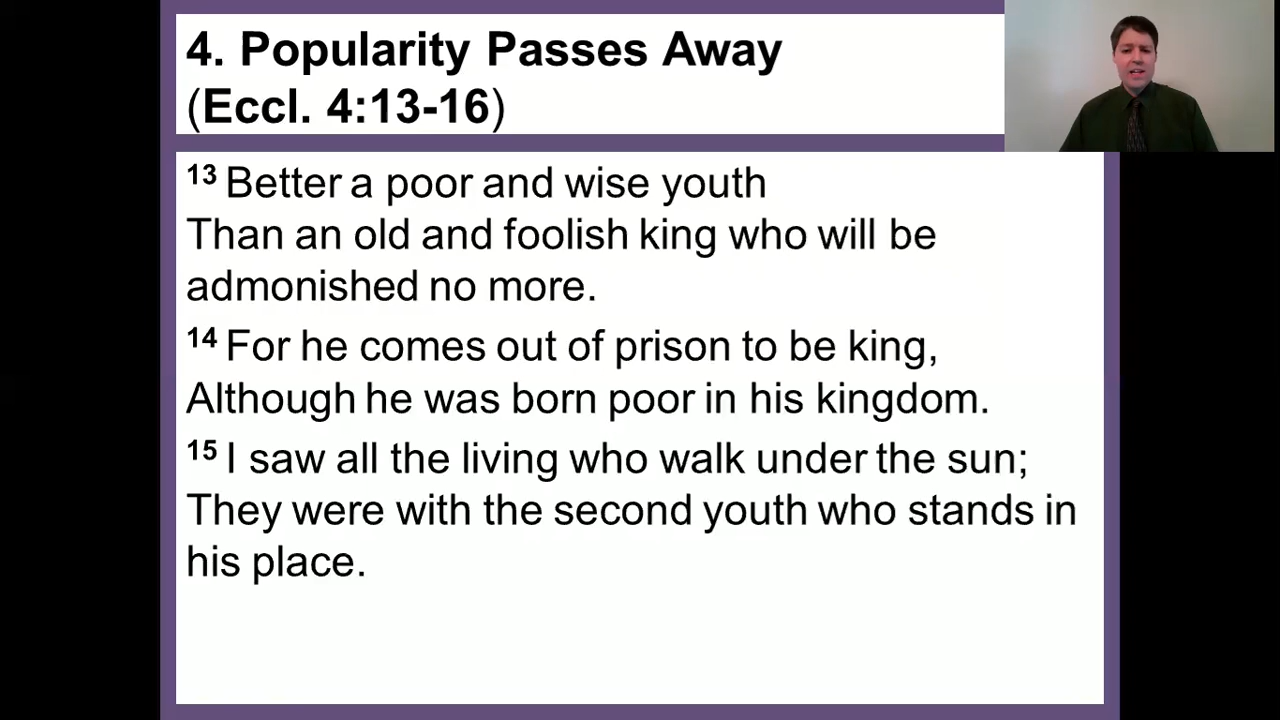 4. Popularity Passes Away
(Eccl. 4:13-16)
13 Better a poor and wise youth
Than an old and foolish king who will be
admonished no more.
14 For he comes out of prison to be king,
Although he was born poor in his kingdom.
15 I saw all the living who walk under the sun;
They were with the second youth who stands in
his place.